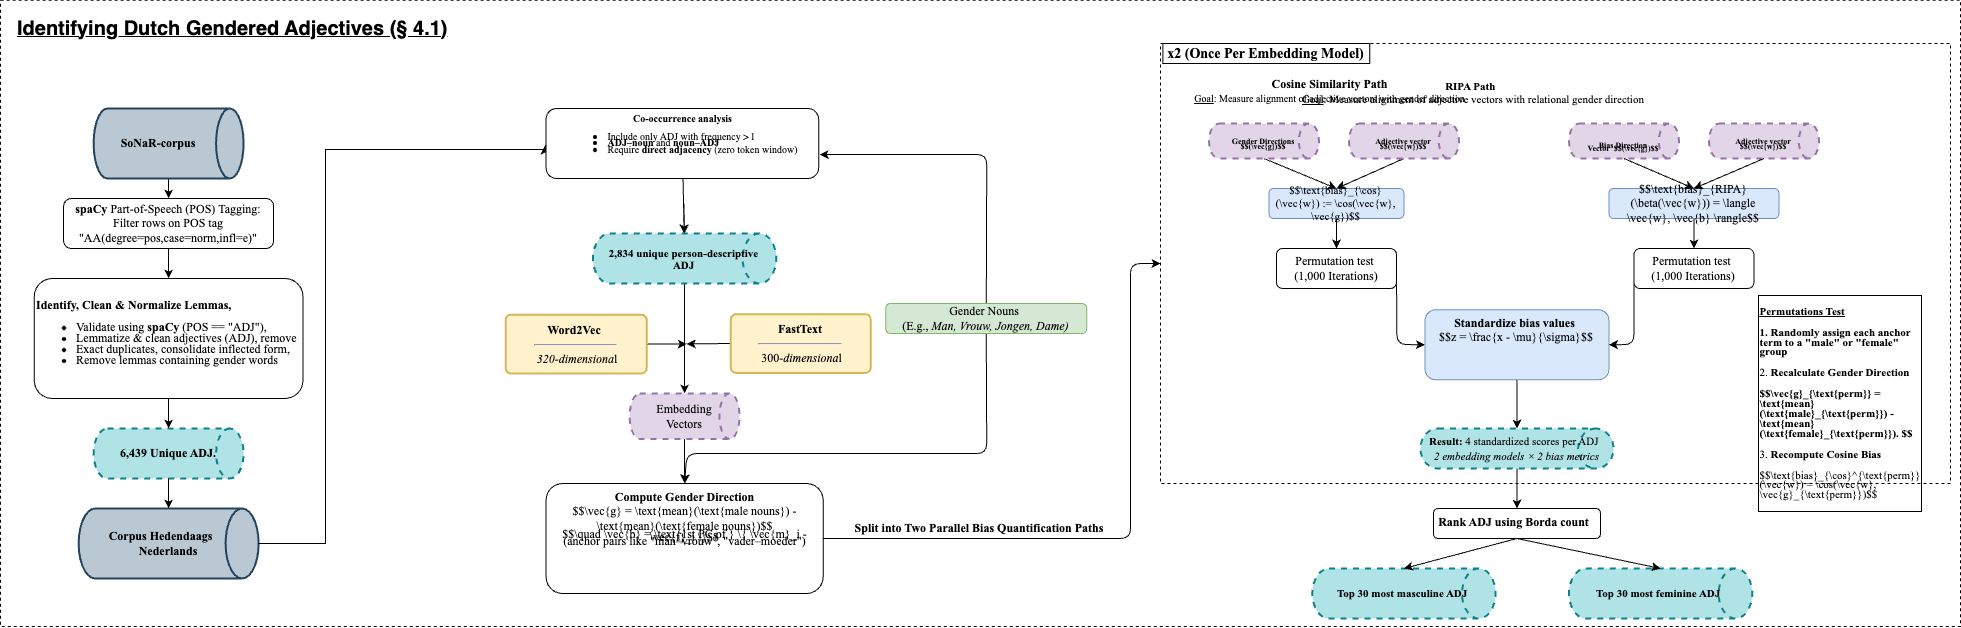 Identifying Dutch Gendered Adjectives (§ 4.1)
SoNaR-corpus
spaCy Part-of-Speech (POS) Tagging:
Filter rows on POS tag
"AA(degree=pos,case=norm,infl=e)"
Identify, Clean & Normalize Lemmas,
Validate using spaCy (POS == "ADJ"),
Lemmatize & clean adjectives (ADJ), remove
Exact duplicates, consolidate inflected form,
Remove lemmas containing gender words
6,439 Unique ADJ.
Corpus Hedendaags
Nederlands
Co-occurrence analysis
Include only ADJ with frequency > 1
ADJ–noun and noun–ADJ
Require direct adjacency (zero token window)
2,834 unique person-descriptive
ADJ
Word2Vec
320-dimensional
FastText
300-dimensional
Embedding
Vectors
Gender Nouns
(E.g., Man, Vrouw, Jongen, Dame)
Compute Gender Direction
$$\vec{g} = \text{mean}(\text{male nouns}) -
\text{mean}(\text{female nouns})$$
(anchor pairs like "man–vrouw", "vader–moeder")
Split into Two Parallel Bias Quantification Paths
x2 (Once Per Embedding Model)
Cosine Similarity Path
Goal: Measure alignment of adjective vectors with gender direction
RIPA Path
Goal: Measure alignment of adjective vectors with relational gender direction
Gender Directions
$$(\vec{g})$$
Adjective vector
$$(\vec{w})$$
Bias Direction
Vector $$(\vec{g})$$
Adjective vector
$$(\vec{w})$$
$$\text{bias}_{\cos}
(\vec{w}) := \cos(\vec{w},
\vec{g})$$
$$\text{bias}_{RIPA}
(\beta(\vec{w})) = \langle
\vec{w}, \vec{b} \rangle$$
Permutation test
(1,000 Iterations)
Permutation test
(1,000 Iterations)
Standardize bias values
$$z = \frac{x - \mu}{\sigma}$$
Result: 4 standardized scores per ADJ
2 embedding models × 2 bias metrics
Permutations Test
1. Randomly assign each anchor
term to a "male" or "female"
group
2. Recalculate Gender Direction
$$\vec{g}_{\text{perm}} =
\text{mean}
(\text{male}_{\text{perm}}) -
\text{mean}
(\text{female}_{\text{perm}}). $$
3. Recompute Cosine Bias
$$\text{bias}_{\cos}^{\text{perm}}
(\vec{w}) = \cos(\vec{w},
\vec{g}_{\text{perm}})$$
Rank ADJ using Borda count
Top 30 most masculine ADJ
Top 30 most feminine ADJ